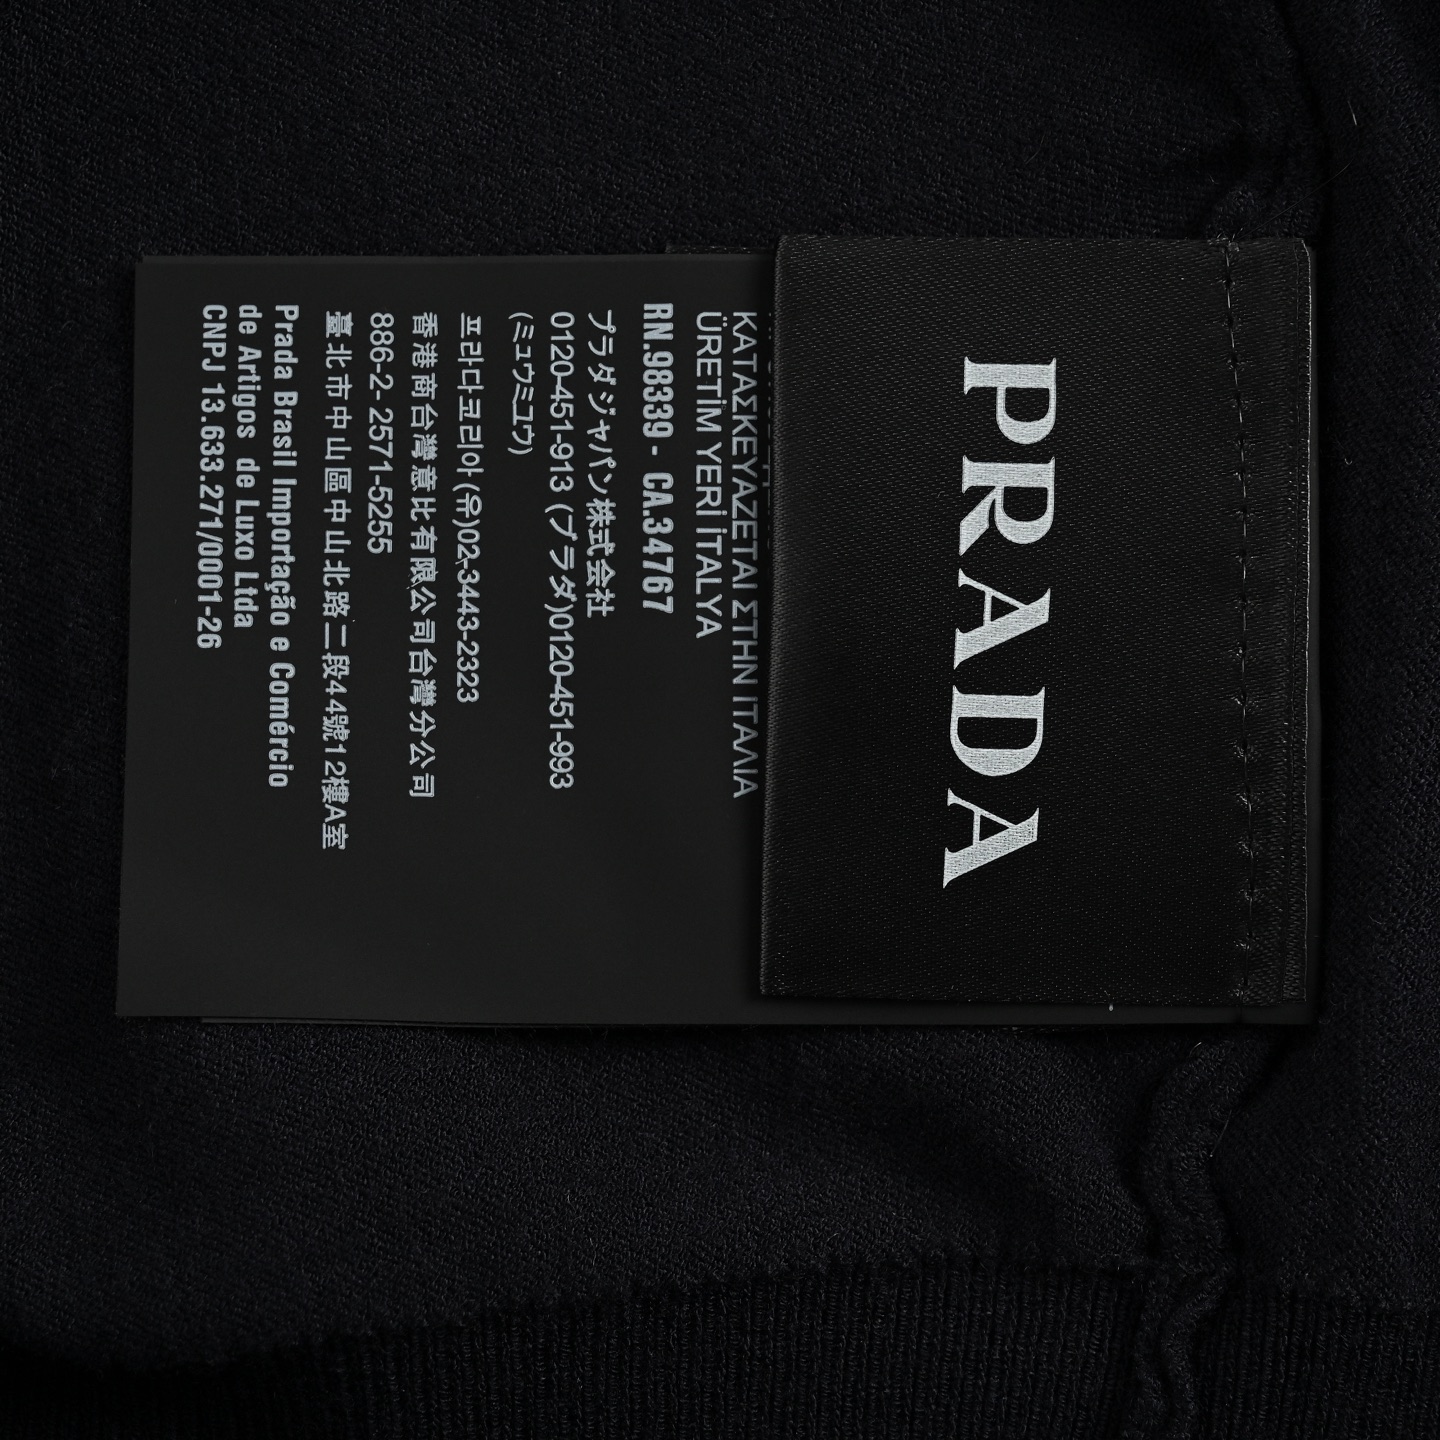 PRADA
ΚΑΤΑΣΚΕΥΑΖΕΤΑΙ ΣΤΗΝ ΙΤΑΛΙΑ
ÜRETİM YERİ İTALYA
RN.98339 - CA.34767
プラダジャパン株式会社
0120-451-913 (プラダ)0120-451-993
(ミュウミュウ)
프라다코리아(유)02-3443-2323
香港商台灣意比有限公司台灣分公司
886-2- 2571-5255
臺北市中山區中山北路二段44號12樓A室
Prada Brasil Importação e Comércio
de Artigos de Luxo Ltda
CNPJ 13.633.271/0001-26